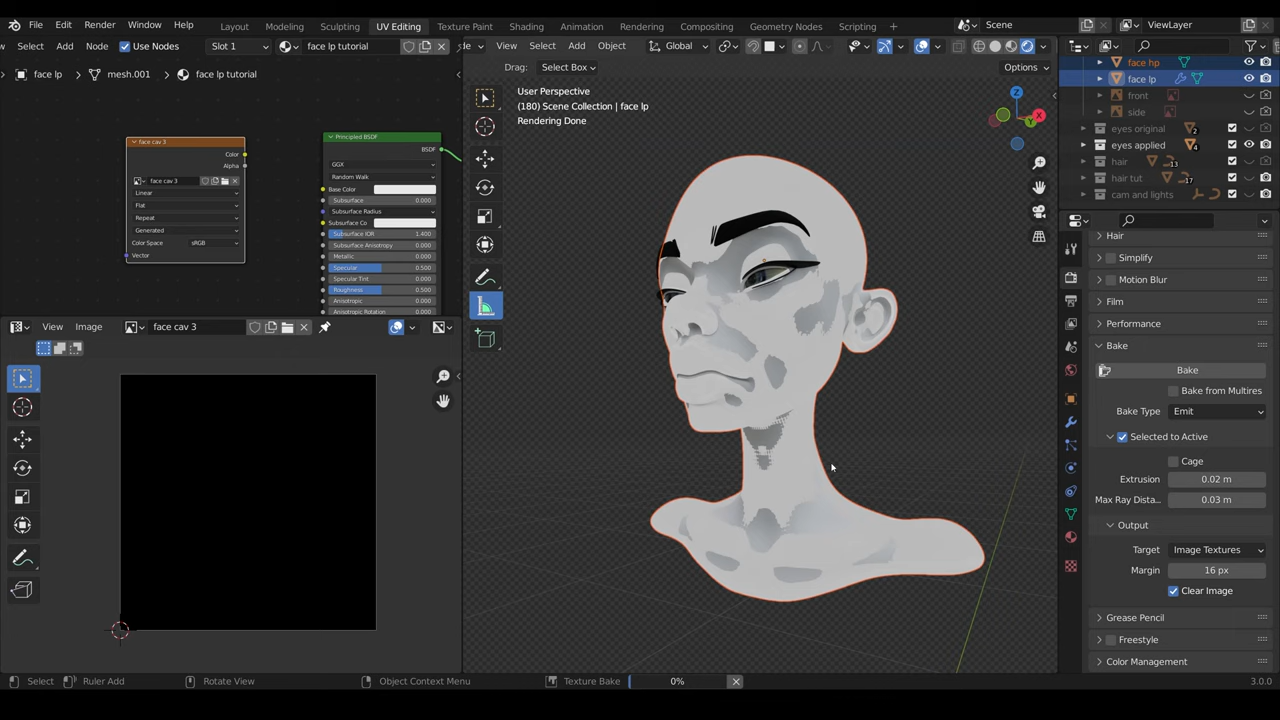 File Edit Render Window Help Layout Modeling Sculpting UV Editing Texture Paint Shading Animation Rendering Compositing Geometry Nodes Scripting Scene ViewLayer
Select Add Node Use Nodes Slot 1 face lp tutorial
View Select Add Object Global
face lp mesh.001 face lp tutorial
Drag: Select Box Options
User Perspective
(180) Scene Collection | face lp
Rendering Done
face cav 3
Color
Alpha
face cav 3
Linear
Flat
Repeat
Generated
Color Space sRGB
Vector
Principled BSDF
BSDF
GGX
Random Walk
Base Color
Subsurface 0.000
Subsurface Radius
Subsurface Co
Subsurface IOR 1.400
Subsurface Anisotropy 0.000
Metallic 0.000
Specular 0.500
Specular Tint 0.000
Roughness 0.500
Anisotropic 0.000
Anisotropic Rotation 0.000
View Image face cav 3
face hp
face lp
front
side
eyes original 2
eyes applied 4
hair 13
hair tut 17
cam and lights
Hair
Simplify
Motion Blur
Film
Performance
Bake
Bake
Bake from Multires
Bake Type Emit
Selected to Active
Cage
Extrusion 0.02 m
Max Ray Dista... 0.03 m
Output
Target Image Textures
Margin 16 px
Clear Image
Grease Pencil
Freestyle
Color Management
Select Ruler Add Rotate View Object Context Menu Texture Bake 0% 3.0.0